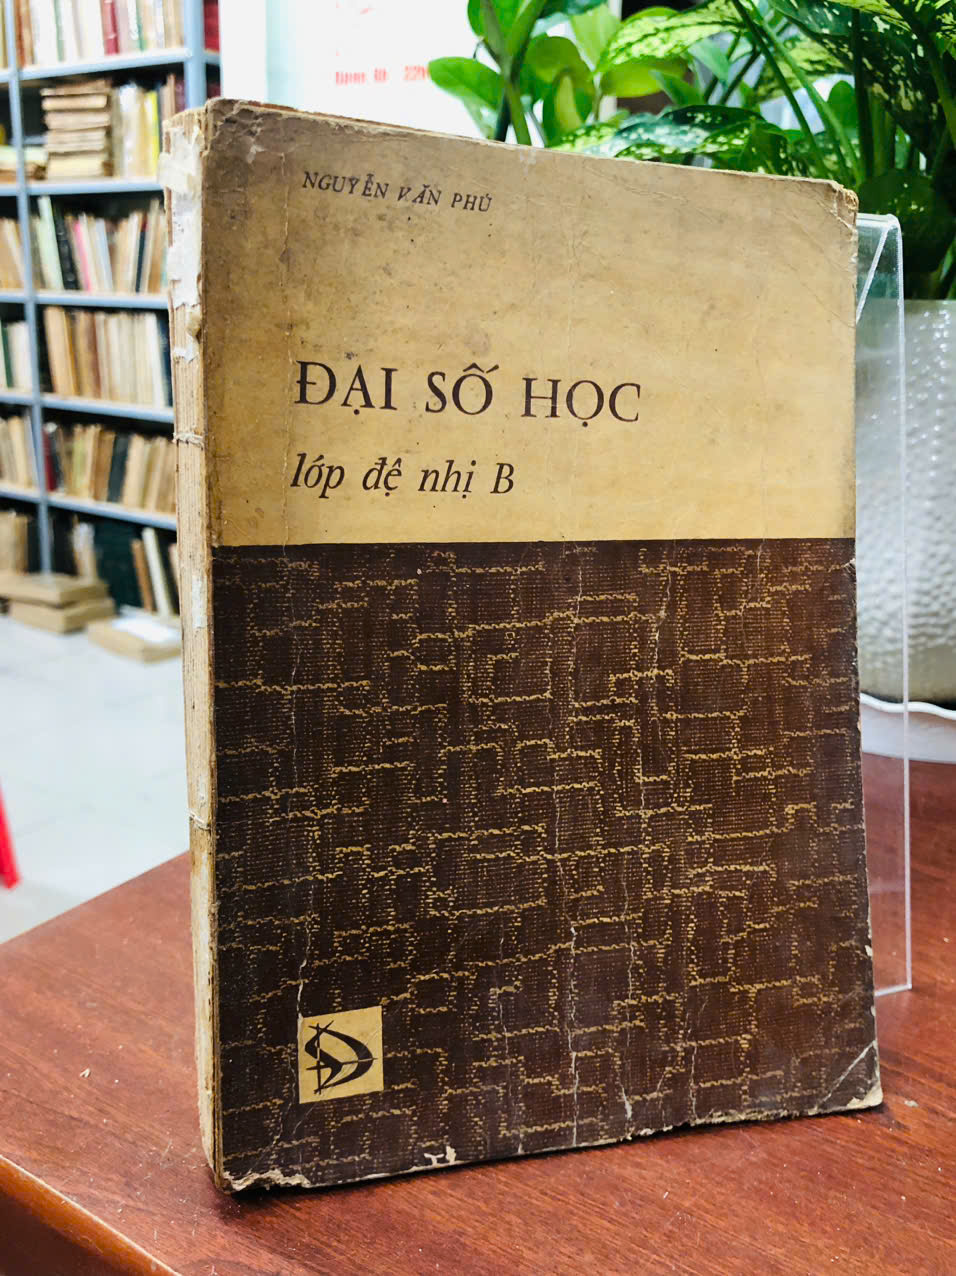 NGUYỄN VĂN PHÚ
ĐẠI SỐ HỌC
lớp đệ nhị B